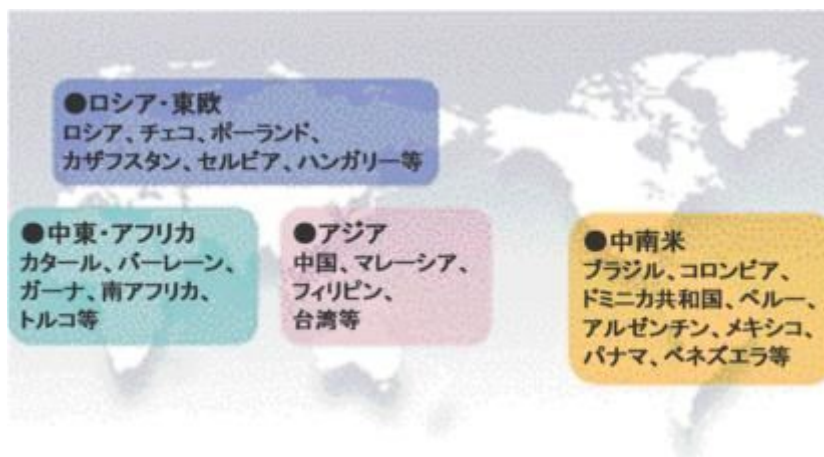 ●ロシア・東欧
ロシア、チェコ、ポーランド、
カザフスタン、セルビア、ハンガリー等
●中東・アフリカ
カタール、バーレーン、
ガーナ、南アフリカ、
トルコ等
●アジア
中国、マレーシア、
フィリピン、
台湾等
●中南米
ブラジル、コロンビア、
ドミニカ共和国、ペルー、
アルゼンチン、メキシコ、
パナマ、ベネズエラ等